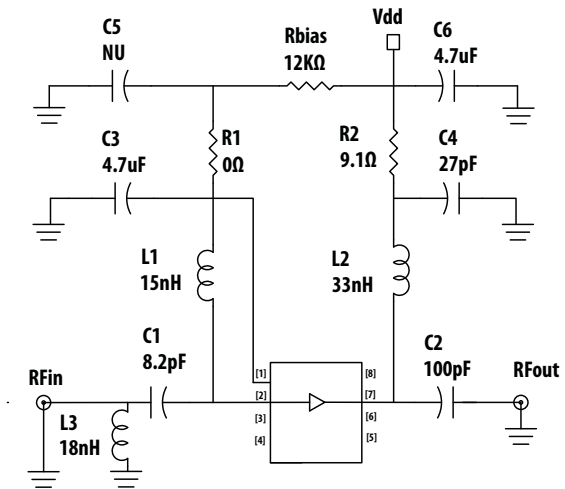 C5
NU
Rbias
12KΩ
Vdd
C6
4.7uF
C3
4.7uF
R1
0Ω
R2
9.1Ω
C4
27pF
L1
15nH
L2
33nH
C1
8.2pF
C2
100pF
RFin
RFout
L3
18nH
[1]
[2]
[3]
[4]
[8]
[7]
[6]
[5]